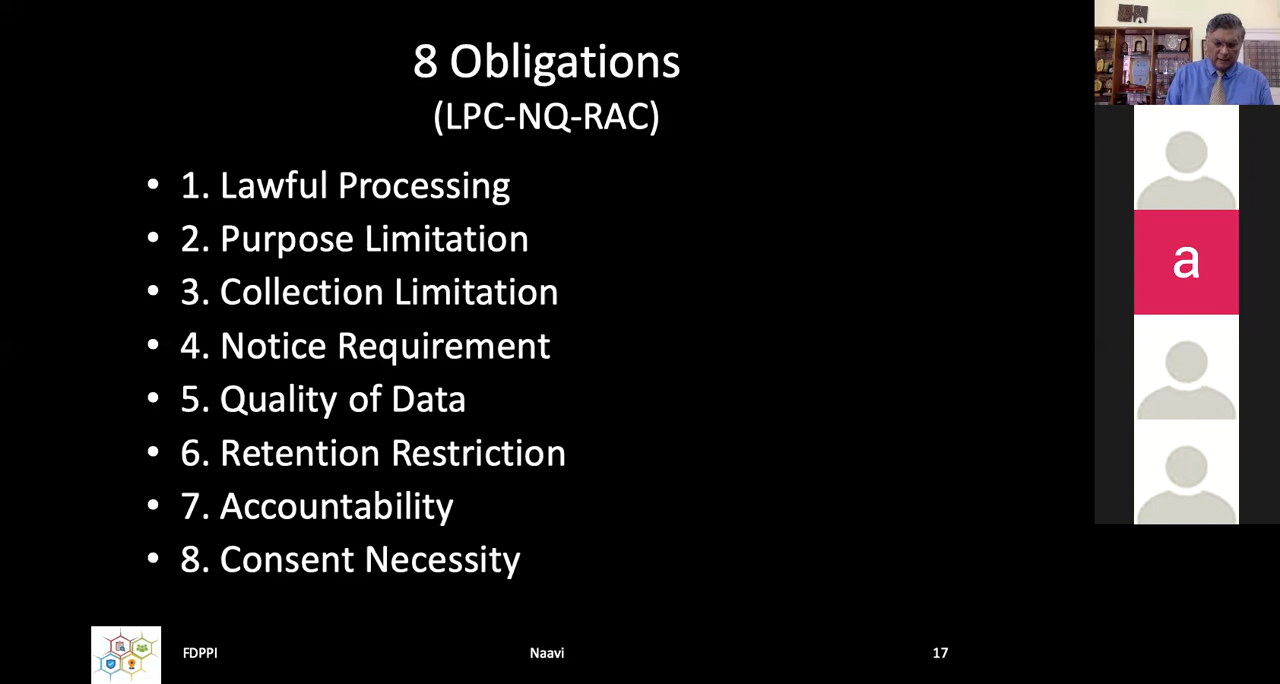 8 Obligations
(LPC-NQ-RAC)
• 1. Lawful Processing
• 2. Purpose Limitation
• 3. Collection Limitation
• 4. Notice Requirement
• 5. Quality of Data
• 6. Retention Restriction
• 7. Accountability
• 8. Consent Necessity
a
FDPPI Naavi 17